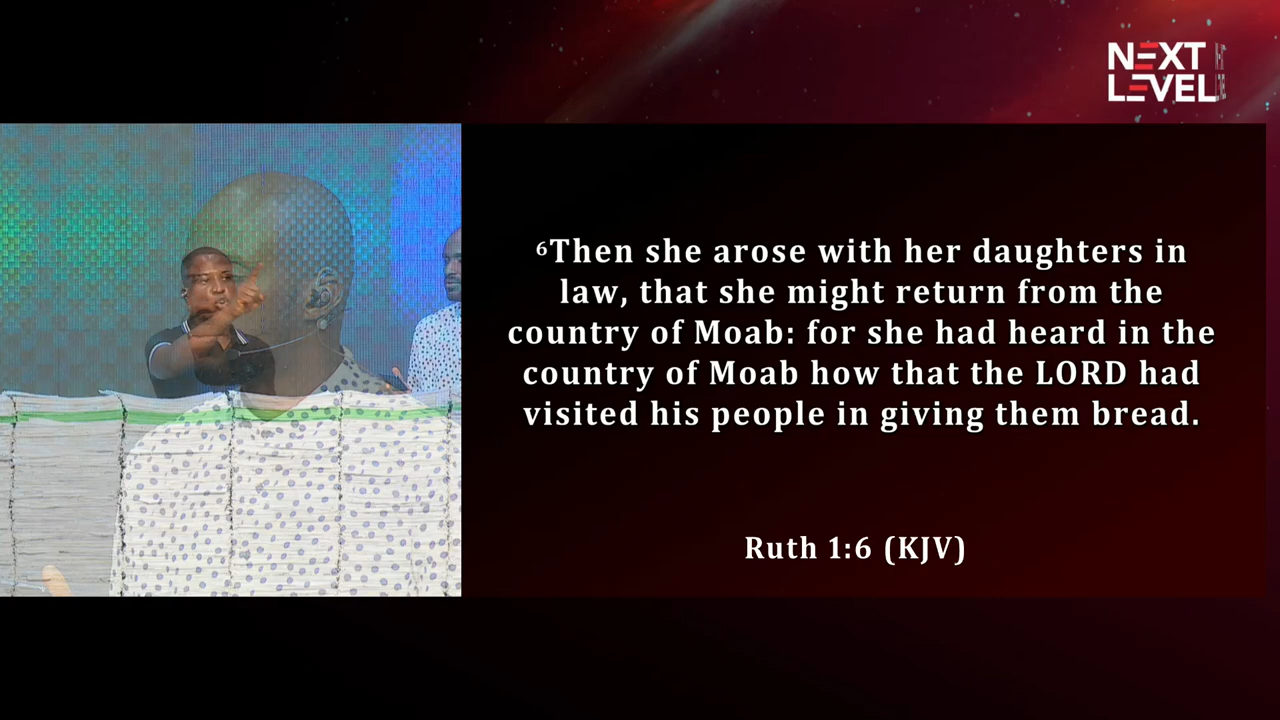 NEXT
LEVEL
⁶Then she arose with her daughters in
law, that she might return from the
country of Moab: for she had heard in the
country of Moab how that the LORD had
visited his people in giving them bread.
Ruth 1:6 (KJV)